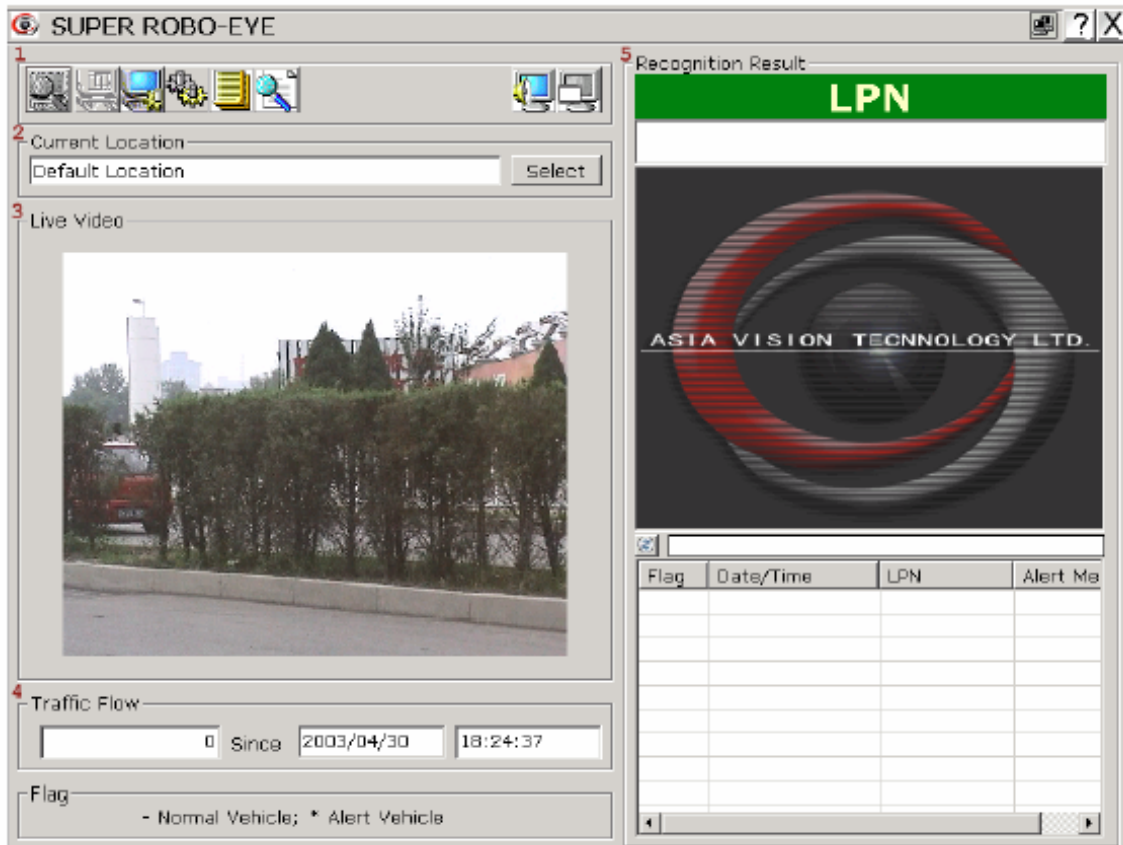 SUPER ROBO-EYE
?
X
1
2
Current Location
Default Location
Select
3
Live Video
4
Traffic Flow
0 Since 2003/04/30 18:24:37
Flag
- Normal Vehicle; * Alert Vehicle
5
Recognition Result
LPN
ASIA VISION TECNNOLOGY LTD.
Flag Date/Time LPN Alert Me